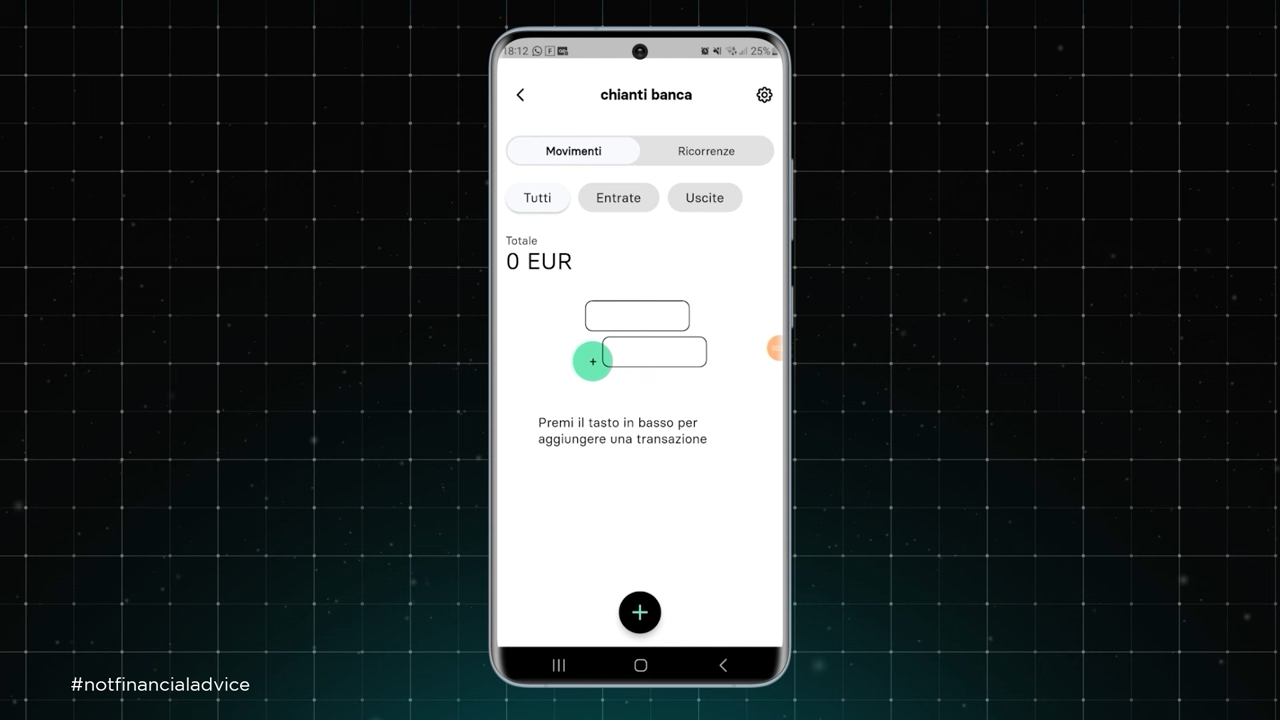 18:12
25%
chianti banca
Movimenti
Ricorrenze
Tutti
Entrate
Uscite
Totale
0 EUR
Premi il tasto in basso per
aggiungere una transazione
#notfinancialadvice